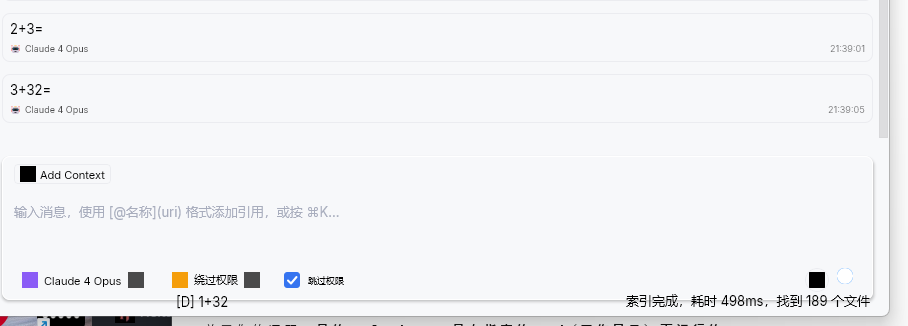 2+3=
Claude 4 Opus 21:39:01
3+32=
Claude 4 Opus 21:39:05
Add Context
输入消息，使用 [@名称](uri) 格式添加引用，或按 ⌘K...
Claude 4 Opus 绕过权限 跳过权限
[D] 1+32 索引完成，耗时 498ms，找到 189 个文件